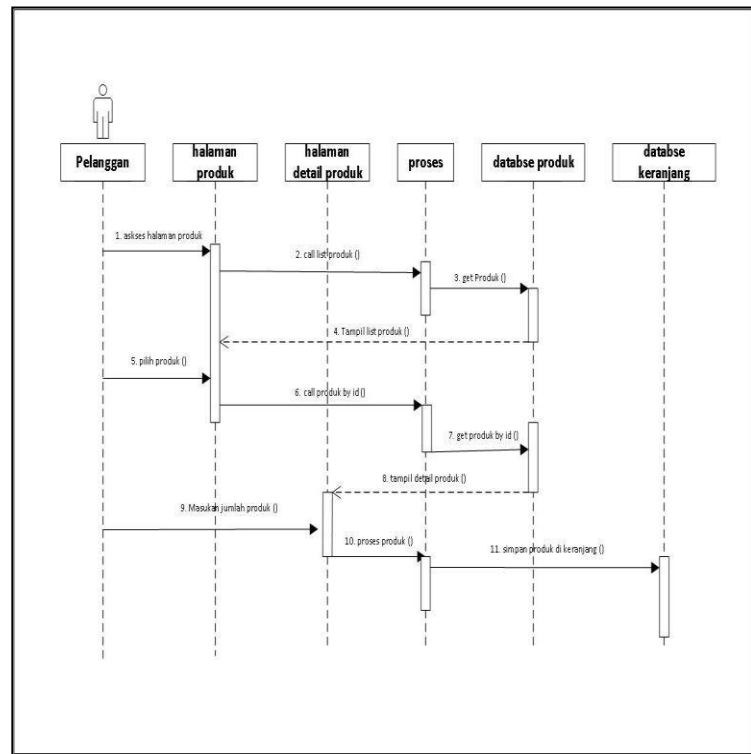 Pelanggan
halaman
produk
halaman
detail produk
proses
databse produk
databse
keranjang
1. askses halaman produk
2. call list produk ()
3. get Produk ()
4. Tampil list produk ()
5. pilih produk ()
6. call produk by id ()
7. get produk by id ()
8. tampil detail produk ()
9. Masukan jumlah produk ()
10. proses produk ()
11. simpan produk di keranjang ()